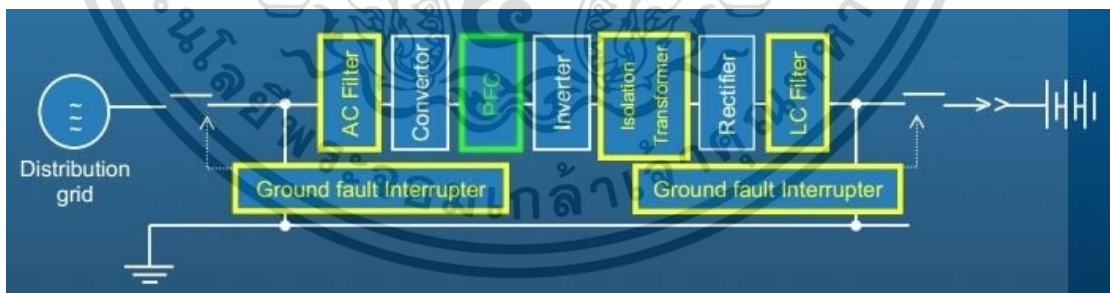 AC Filter
Convertor
PFC
Inverter
Isolation
Transformer
Rectifier
LC Filter
Distribution
grid
Ground fault Interrupter
Ground fault Interrupter